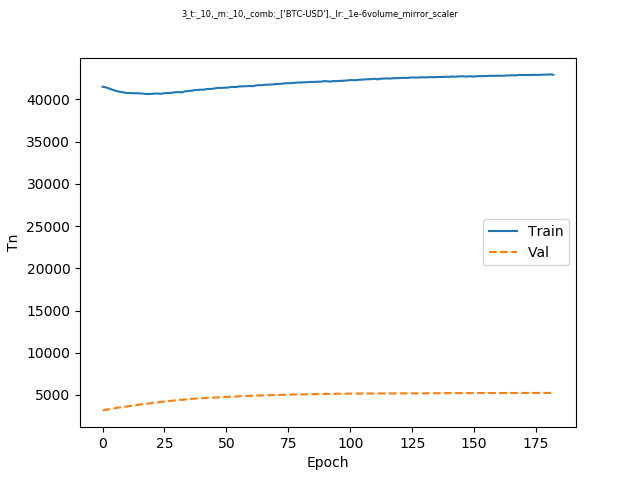 3_t:_10,_m:_10,_comb:_['BTC-USD'],_lr:_1e-6volume_mirror_scaler
40000
35000
30000
25000
20000
15000
10000
5000
Tn
Train
Val
0 25 50 75 100 125 150 175
Epoch